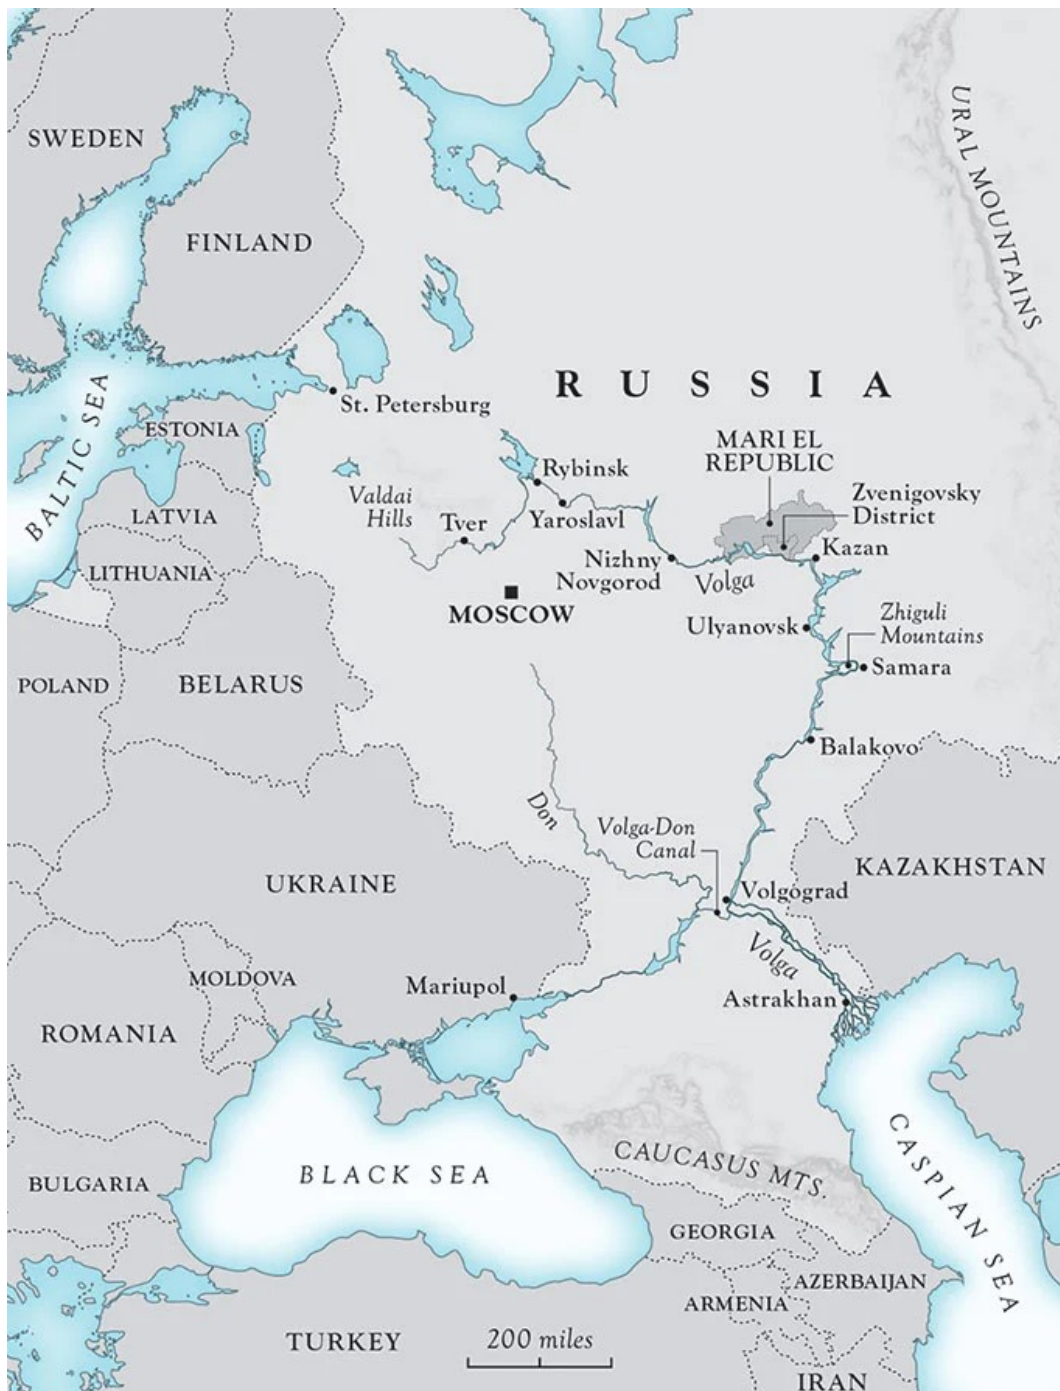 SWEDEN
FINLAND
URAL MOUNTAINS
RUSSIA
St. Petersburg
BALTIC SEA
ESTONIA
MARI EL
REPUBLIC
Rybinsk
Valdai
Hills
Zvenigovsky
District
LATVIA
Tver
Yaroslavl
Kazan
Nizhny
Novgorod
Volga
LITHUANIA
MOSCOW
Ulyanovsk
Zhiguli
Mountains
Samara
POLAND
BELARUS
Balakovo
Don
Volga-Don
Canal
KAZAKHSTAN
UKRAINE
Volgograd
Volga
MOLDOVA
Mariupol
Astrakhan
ROMANIA
CAUCASUS MTS.
CASPIAN SEA
BLACK SEA
BULGARIA
GEORGIA
AZERBAIJAN
ARMENIA
TURKEY
200 miles
IRAN